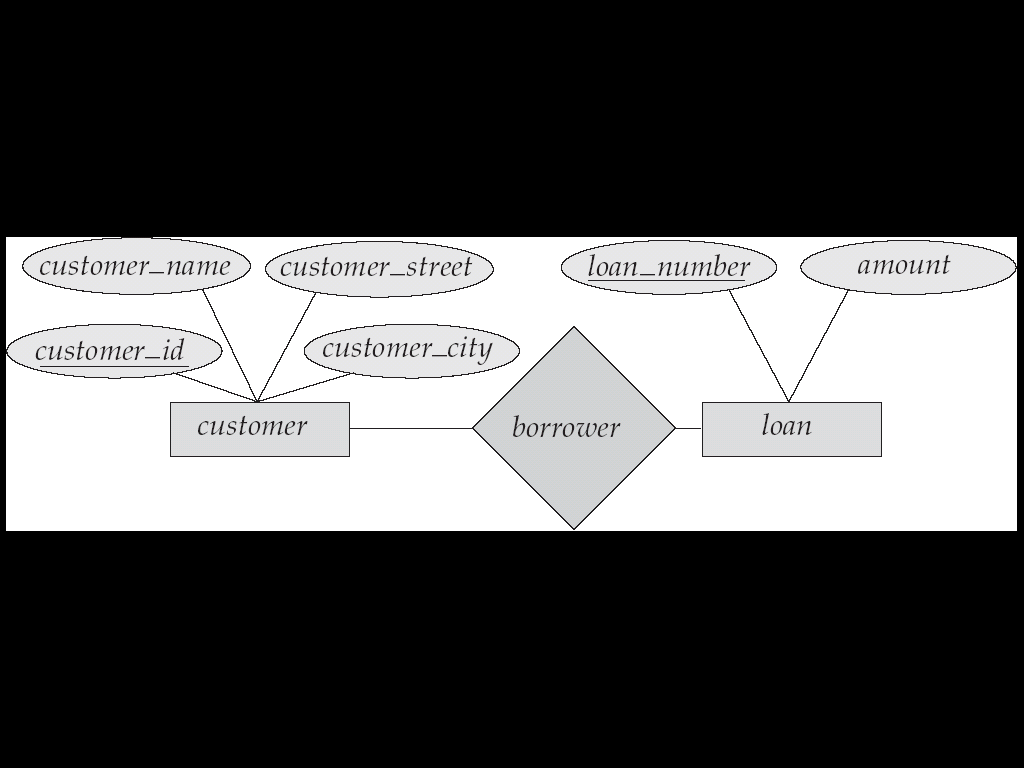 customer_name
customer_street
loan_number
amount
customer_id
customer_city
customer
borrower
loan